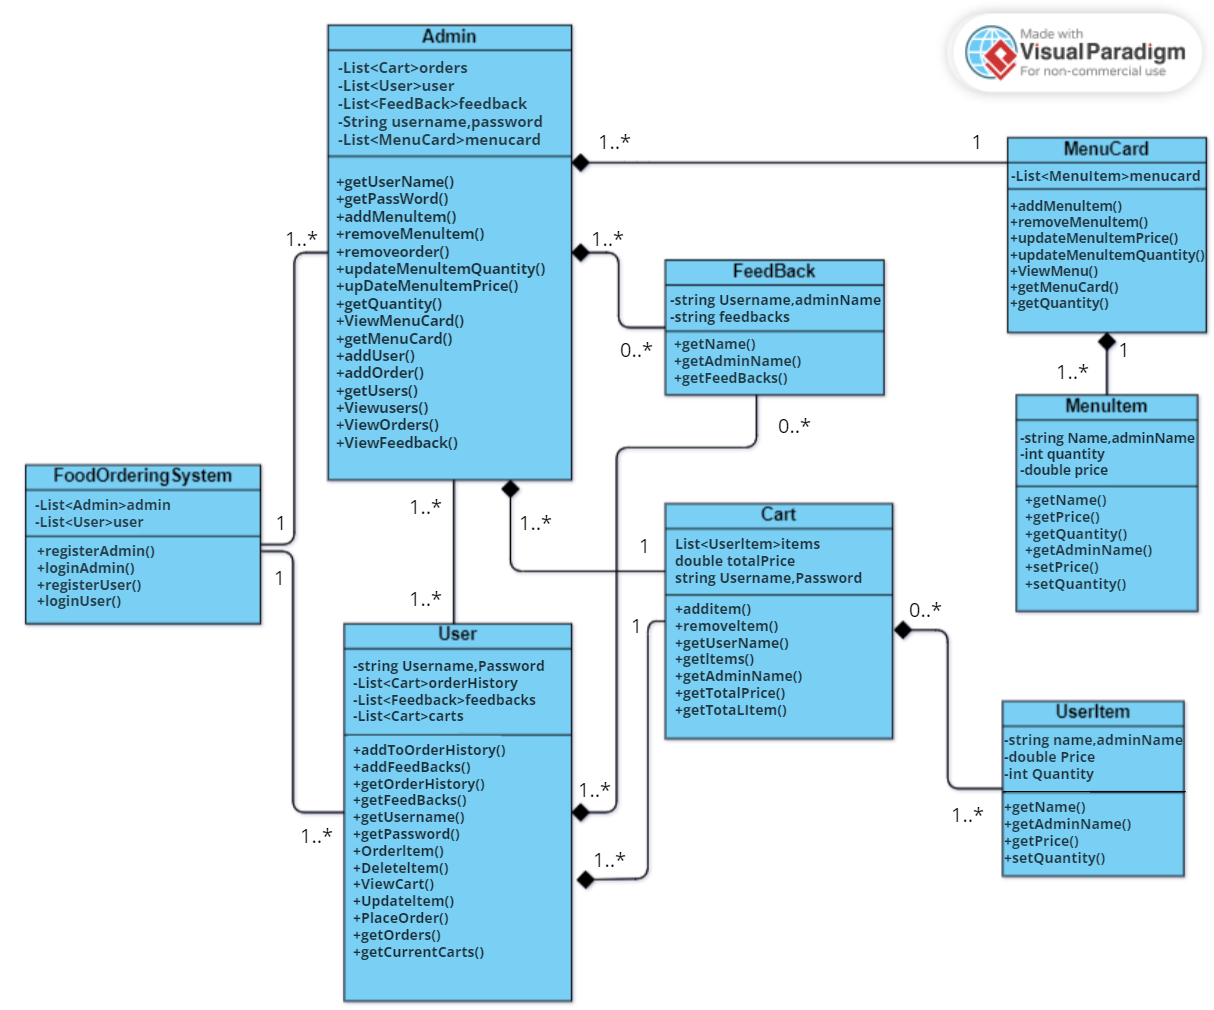 Made with
Visual Paradigm
For non-commercial use
Admin
-List<Cart>orders
-List<User>user
-List<FeedBack>feedback
-String username,password
-List<MenuCard>menucard
+getUserName()
+getPassWord()
+addMenuItem()
+removeMenuItem()
+removeorder()
+updateMenuItemQuantity()
+upDateMenuItemPrice()
+getQuantity()
+ViewMenuCard()
+getMenuCard()
+addUser()
+addOrder()
+getUsers()
+Viewusers()
+ViewOrders()
+ViewFeedback()
1..*
1
MenuCard
-List<MenuItem>menucard
+addMenuItem()
+removeMenuItem()
+updateMenuItemPrice()
+updateMenuItemQuantity()
+ViewMenu()
+getMenuCard()
+getQuantity()
1..*
1..*
FeedBack
-string Username,adminName
-string feedbacks
+getName()
+getAdminName()
+getFeedBacks()
0..*
0..*
1
1..*
MenuItem
-string Name,adminName
-int quantity
-double price
+getName()
+getPrice()
+getQuantity()
+getAdminName()
+setPrice()
+setQuantity()
FoodOrderingSystem
-List<Admin>admin
-List<User>user
+registerAdmin()
+loginAdmin()
+registerUser()
+loginUser()
1
1
1..*
1..*
1..*
1
Cart
List<UserItem>items
double totalPrice
string Username,Password
+additem()
+removeItem()
+getUserName()
+getItems()
+getAdminName()
+getTotalPrice()
+getTotaLItem()
1
0..*
User
-string Username,Password
-List<Cart>orderHistory
-List<Feedback>feedbacks
-List<Cart>carts
+addToOrderHistory()
+addFeedBacks()
+getOrderHistory()
+getFeedBacks()
+getUsername()
+getPassword()
+OrderItem()
+DeleteItem()
+ViewCart()
+UpdateItem()
+PlaceOrder()
+getOrders()
+getCurrentCarts()
1..*
1..*
1..*
UserItem
-string name,adminName
-double Price
-int Quantity
+getName()
+getAdminName()
+getPrice()
+setQuantity()
1..*